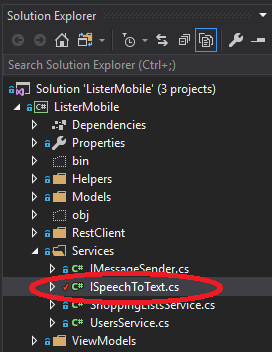 Solution Explorer
Search Solution Explorer (Ctrl+;)
Solution 'ListerMobile' (3 projects)
C# ListerMobile
Dependencies
Properties
bin
Helpers
Models
obj
RestClient
Services
C# IMessageSender.cs
C# ISpeechToText.cs
C# ShoppingListsService.cs
C# UsersService.cs
ViewModels